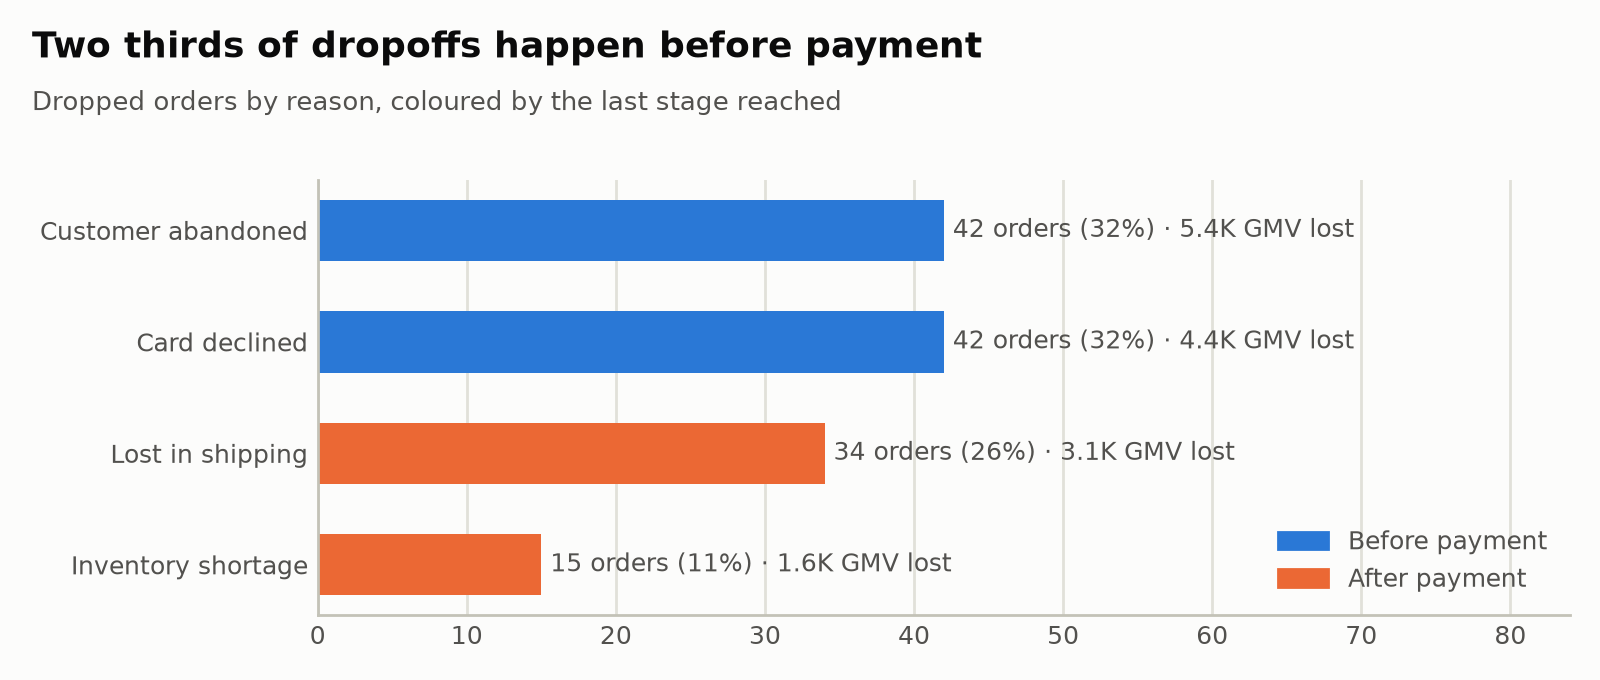 Two thirds of dropoffs happen before payment
Dropped orders by reason, coloured by the last stage reached
Customer abandoned
42 orders (32%) · 5.4K GMV lost
Card declined
42 orders (32%) · 4.4K GMV lost
Lost in shipping
34 orders (26%) · 3.1K GMV lost
Inventory shortage
15 orders (11%) · 1.6K GMV lost
Before payment
After payment
0 10 20 30 40 50 60 70 80